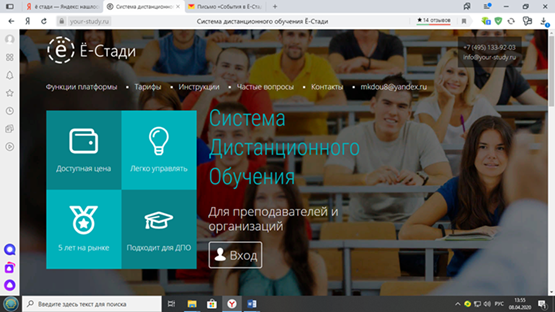 ё стади — Яндекс нашлос
Система дистанционно
Письмо «События в Ё-Ста
your-study.ru
Система дистанционного обучения Ё-Стади
★ 14 отзывов
ё
Ё-Стади
+7 (495) 133-92-03
info@your-study.ru
Функции платформы • Тарифы • Инструкции • Частые вопросы • Контакты • mkdou8@yandex.ru
Доступная цена
Легко управлять
5 лет на рынке
Подходит для ДПО
Система
Дистанционного
Обучения
Для преподавателей и
организаций
Вход
Введите здесь текст для поиска
РУС
13:55
08.04.2020